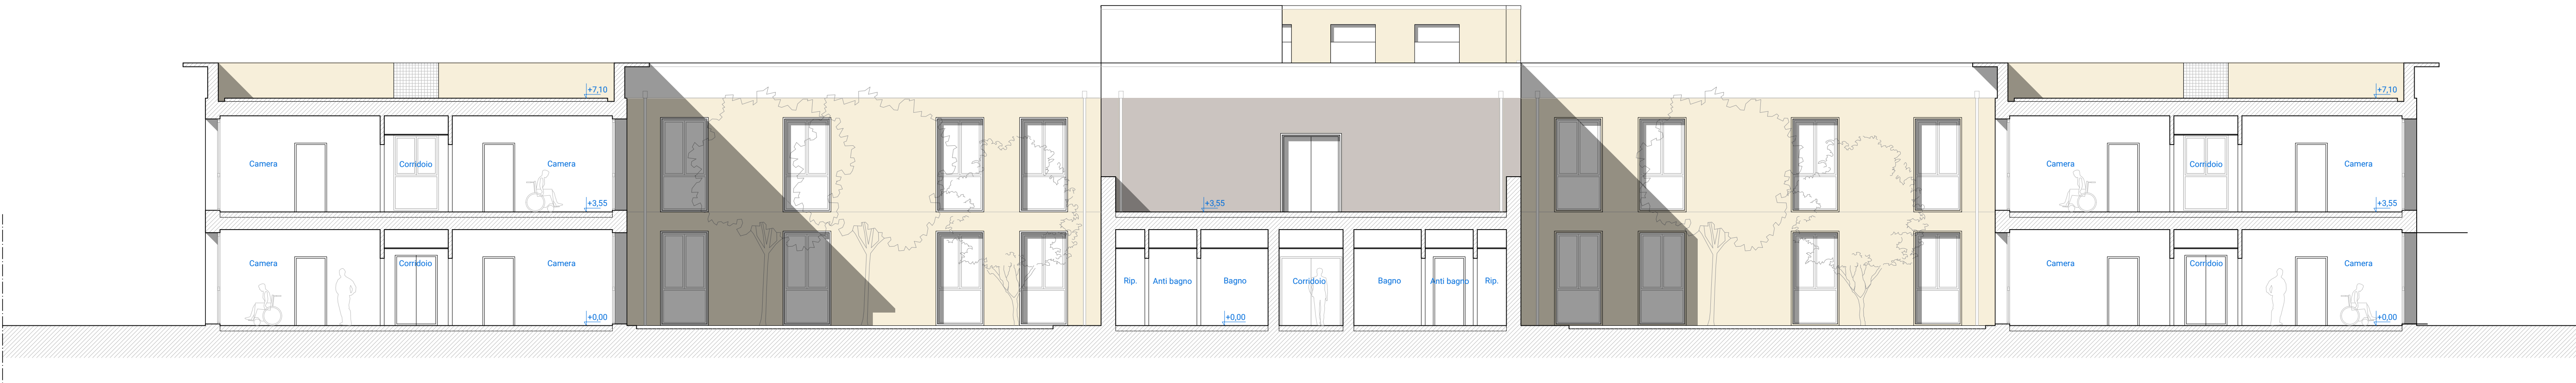 +7,10
+7,10
Camera
Corridoio
Camera
Camera
Corridoio
Camera
+3,55
+3,55
+3,55
Camera
Corridoio
Camera
Camera
Corridoio
Camera
Rip.
Anti bagno
Bagno
Corridoio
Bagno
Anti bagno
Rip.
+0,00
+0,00
+0,00